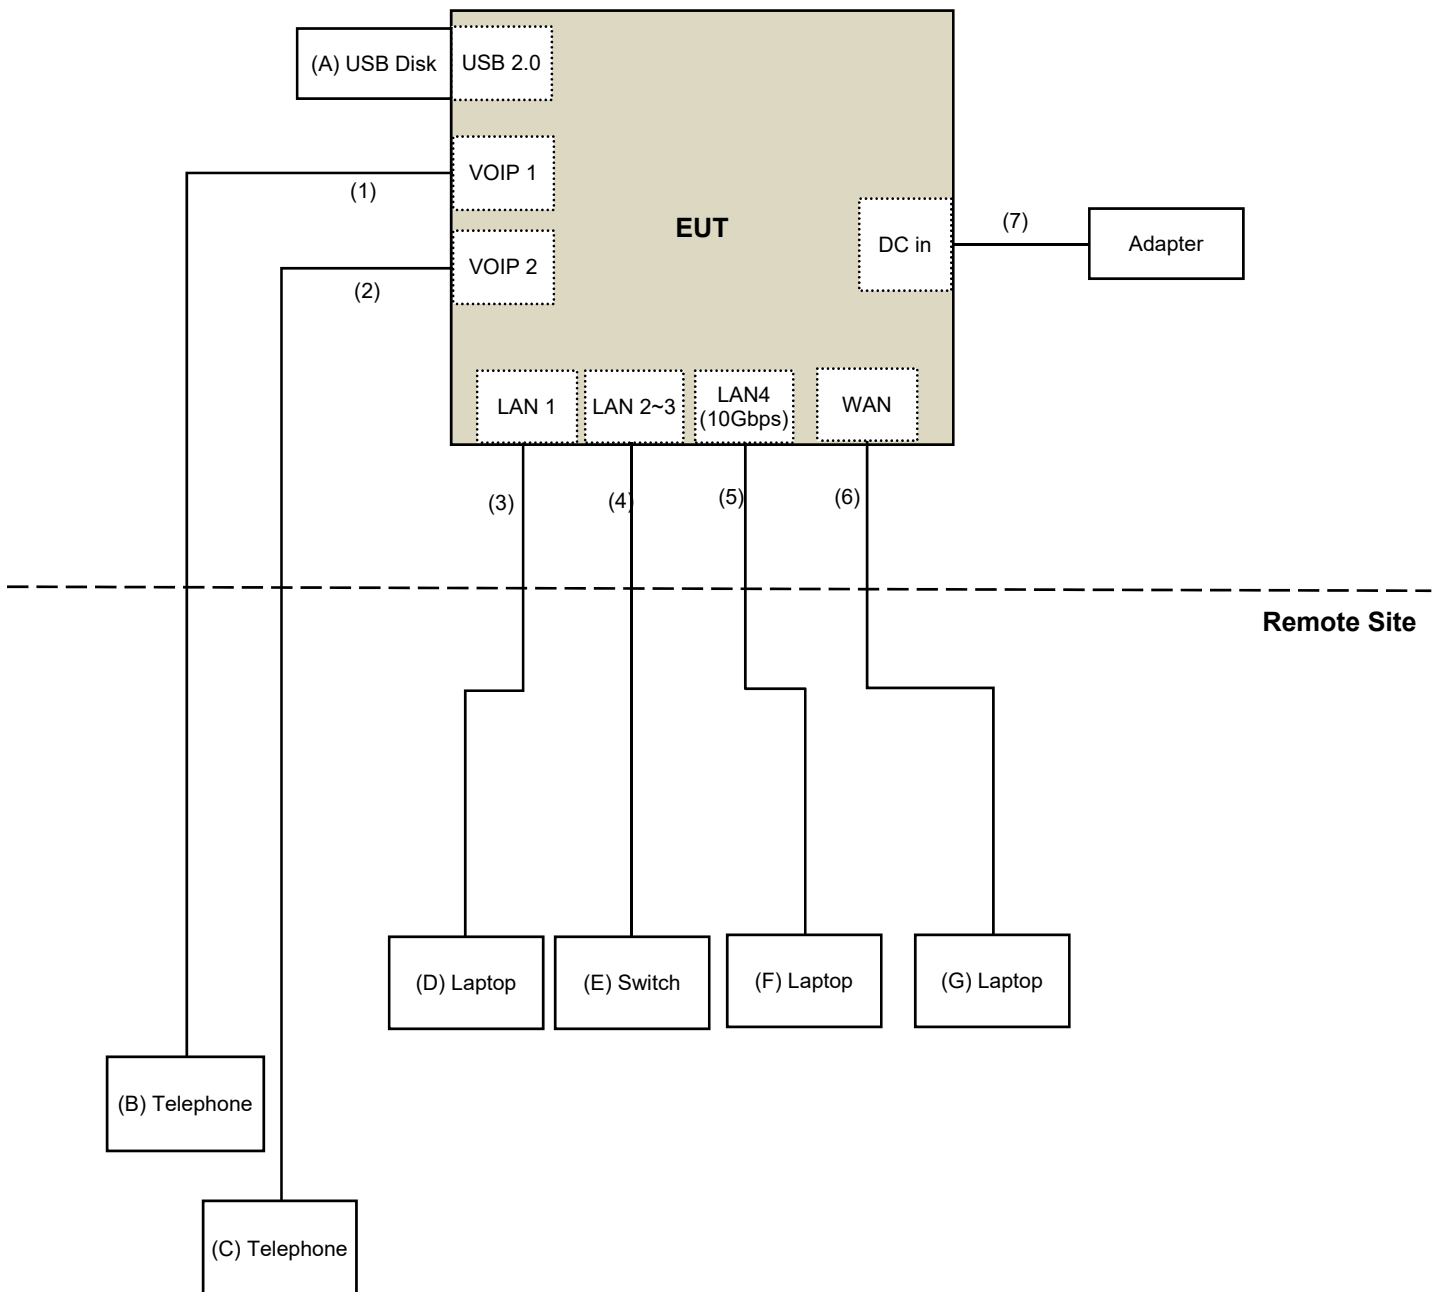 (A) USB Disk
USB 2.0
VOIP 1
(1)
EUT
DC in
(7)
Adapter
VOIP 2
(2)
LAN 1
LAN 2~3
LAN4
(10Gbps)
WAN
(3)
(4)
(5)
(6)
Remote Site
(D) Laptop
(E) Switch
(F) Laptop
(G) Laptop
(B) Telephone
(C) Telephone